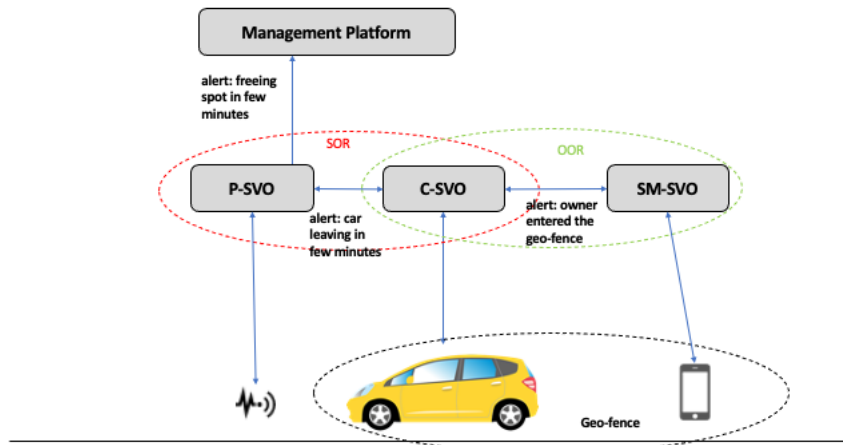 Management Platform
alert: freeing
spot in few
minutes
SOR
OOR
P-SVO
C-SVO
SM-SVO
alert: car
leaving in
few minutes
alert: owner
entered the
geo-fence
Geo-fence